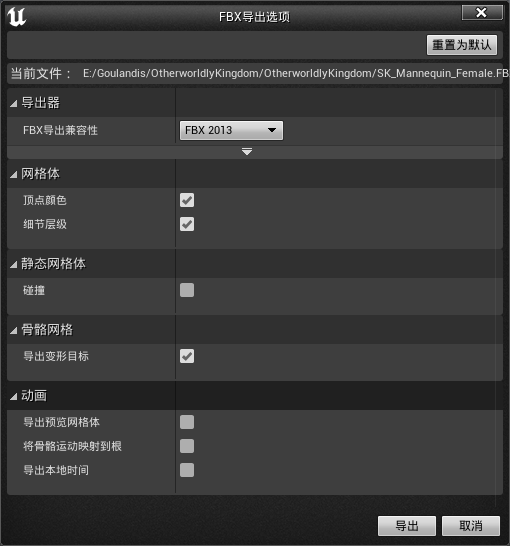 FBX导出选项
重置为默认
当前文件： E:/Goulandis/OtherworldlyKingdom/OtherworldlyKingdom/SK_Mannequin_Female.FB
导出器
FBX导出兼容性 FBX 2013
网格体
顶点颜色
细节层级
静态网格体
碰撞
骨骼网格
导出变形目标
动画
导出预览网格体
将骨骼运动映射到根
导出本地时间
导出 取消